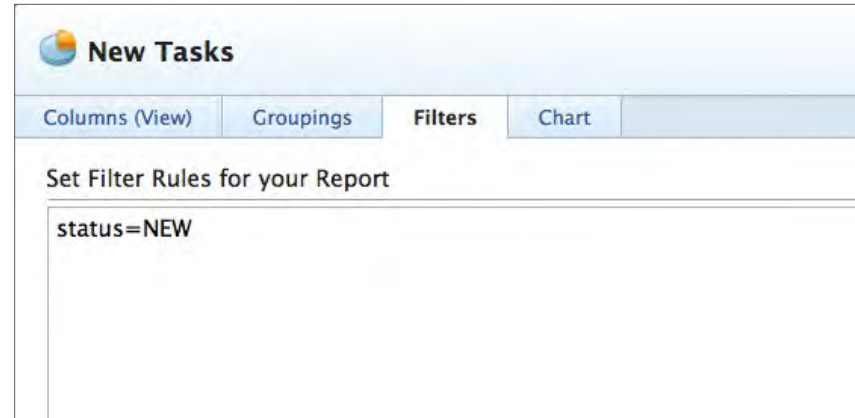 New Tasks
Columns (View) Groupings Filters Chart
Set Filter Rules for your Report
status=NEW